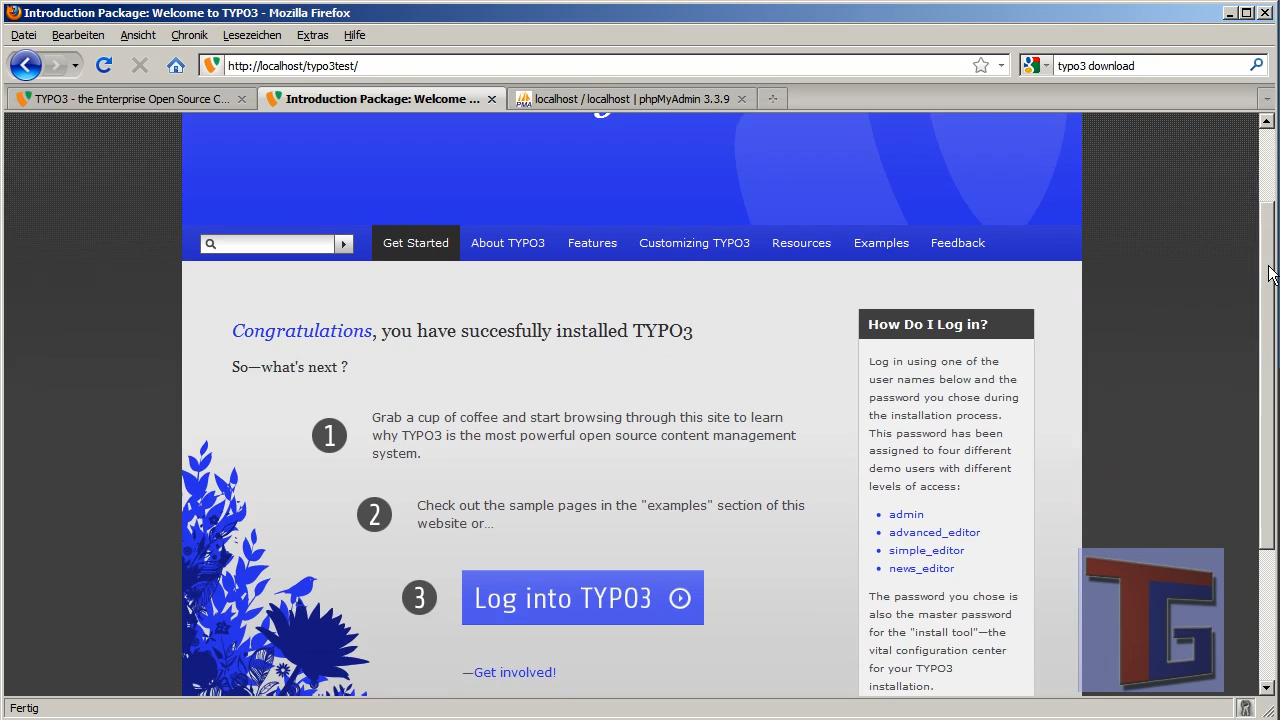 Introduction Package: Welcome to TYPO3 - Mozilla Firefox
Datei Bearbeiten Ansicht Chronik Lesezeichen Extras Hilfe
http://localhost/typo3test/
typo3 download
TYPO3 - the Enterprise Open Source C...
Introduction Package: Welcome ...
localhost / localhost | phpMyAdmin 3.3.9
Get Started About TYPO3 Features Customizing TYPO3 Resources Examples Feedback
Congratulations, you have succesfully installed TYPO3
So—what's next ?
1
Grab a cup of coffee and start browsing through this site to learn
why TYPO3 is the most powerful open source content management
system.
2
Check out the sample pages in the "examples" section of this
website or...
3
Log into TYPO3
—Get involved!
How Do I Log in?
Log in using one of the
user names below and the
password you chose during
the installation process.
This password has been
assigned to four different
demo users with different
levels of access:
admin
advanced_editor
simple_editor
news_editor
The password you chose is
also the master password
for the "install tool"—the
vital configuration center
for your TYPO3
installation.
TG
Fertig